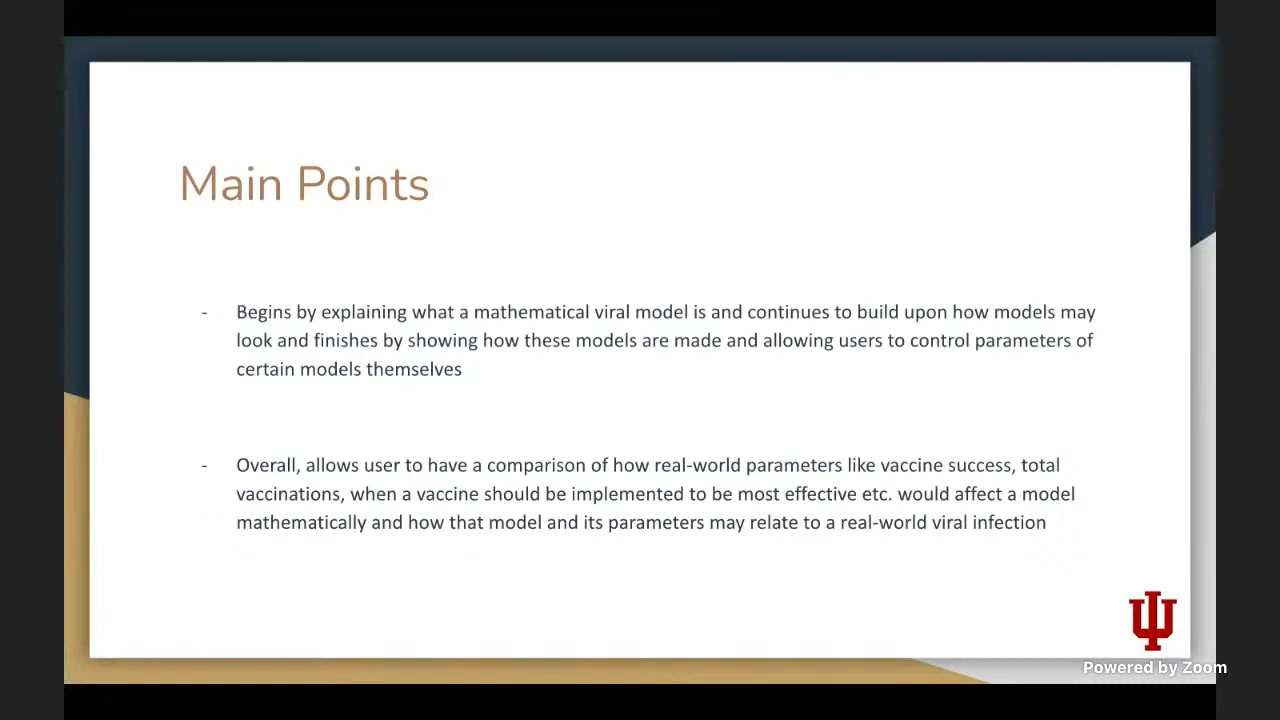 Main Points
- Begins by explaining what a mathematical viral model is and continues to build upon how models may
look and finishes by showing how these models are made and allowing users to control parameters of
certain models themselves
- Overall, allows user to have a comparison of how real-world parameters like vaccine success, total
vaccinations, when a vaccine should be implemented to be most effective etc. would affect a model
mathematically and how that model and its parameters may relate to a real-world viral infection
Powered by Zoom